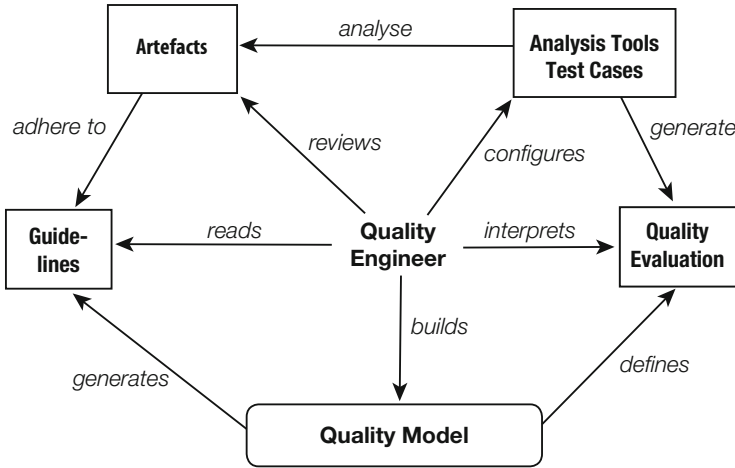 analyse
Artefacts
Analysis Tools
Test Cases
adhere to
reviews
configures
generate
Guide-
lines
reads
Quality
Engineer
interprets
Quality
Evaluation
builds
generates
defines
Quality Model